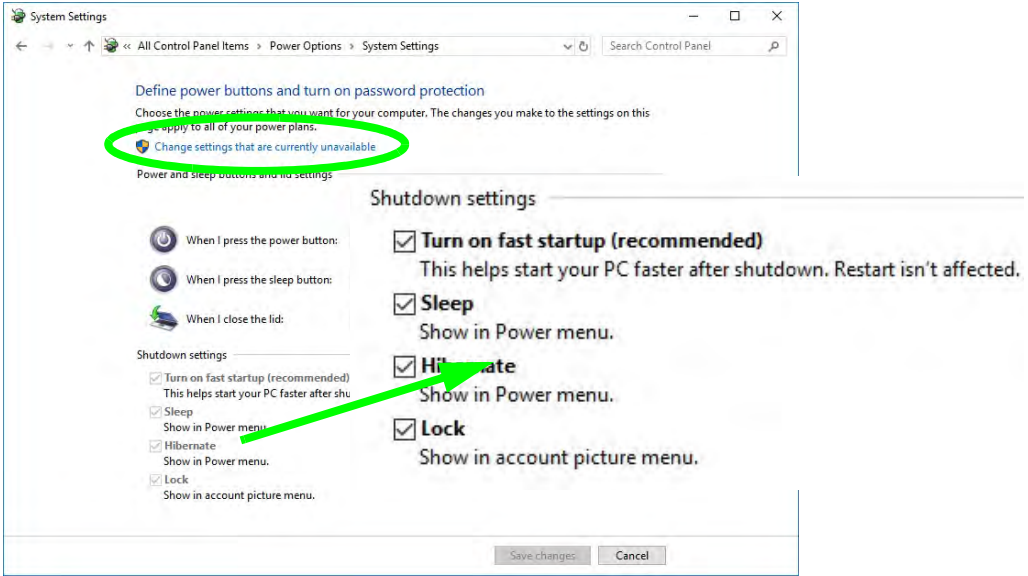 System Settings
« All Control Panel Items > Power Options > System Settings
Search Control Panel
Define power buttons and turn on password protection
Choose the power settings that you want for your computer. The changes you make to the settings on this
page apply to all of your power plans.
Change settings that are currently unavailable
Power and sleep buttons and lid settings
When I press the power button:
When I press the sleep button:
When I close the lid:
Shutdown settings
Turn on fast startup (recommended)
This helps start your PC faster after shu
Sleep
Show in Power menu.
Hibernate
Show in Power menu.
Lock
Show in account picture menu.
Shutdown settings
Turn on fast startup (recommended)
This helps start your PC faster after shutdown. Restart isn't affected.
Sleep
Show in Power menu.
Hibernate
Show in Power menu.
Lock
Show in account picture menu.
Save changes
Cancel